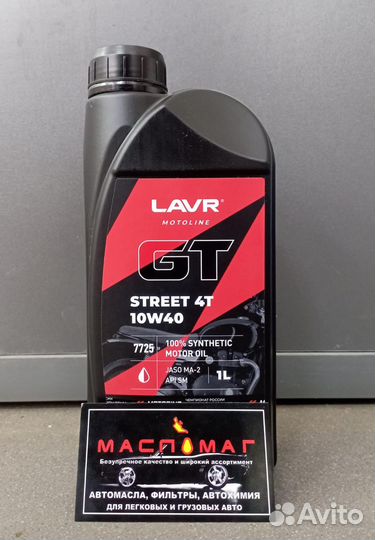 LAVR®
MOTOLINE
GT
STREET 4T
10W40
7725
100% SYNTHETIC
MOTOR OIL
JASO MA-2
API SM
1L
МАСЛОМАГ
Безупречное качество и широкий ассортимент
АВТОМАСЛА, ФИЛЬТРЫ, АВТОХИМИЯ
ДЛЯ ЛЕГКОВЫХ И ГРУЗОВЫХ АВТО
Avito